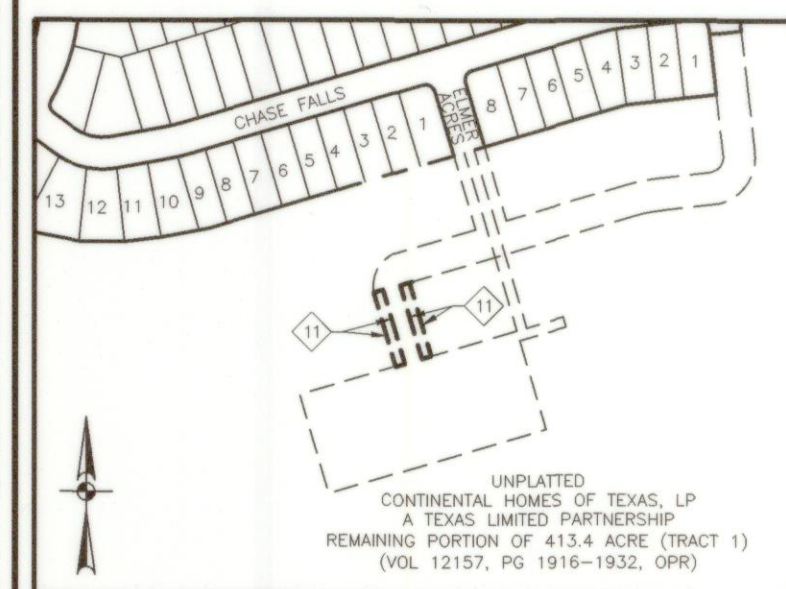 CHASE FALLS
ELMER
ACRES
8
7
6
5
4
3
2
1
13
12
11
10
9
8
7
6
5
4
3
2
1
11
11
UNPLATTED
CONTINENTAL HOMES OF TEXAS, LP
A TEXAS LIMITED PARTNERSHIP
REMAINING PORTION OF 413.4 ACRE (TRACT 1)
(VOL 12157, PG 1916-1932, OPR)